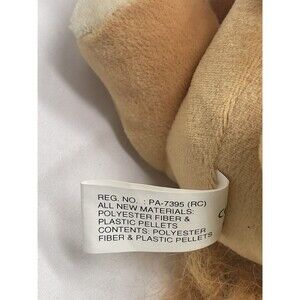 REG. NO. : PA-7395 (RC)
ALL NEW MATERIALS:
POLYESTER FIBER &
PLASTIC PELLETS
CONTENTS: POLYESTER
FIBER & PLASTIC PELLETS